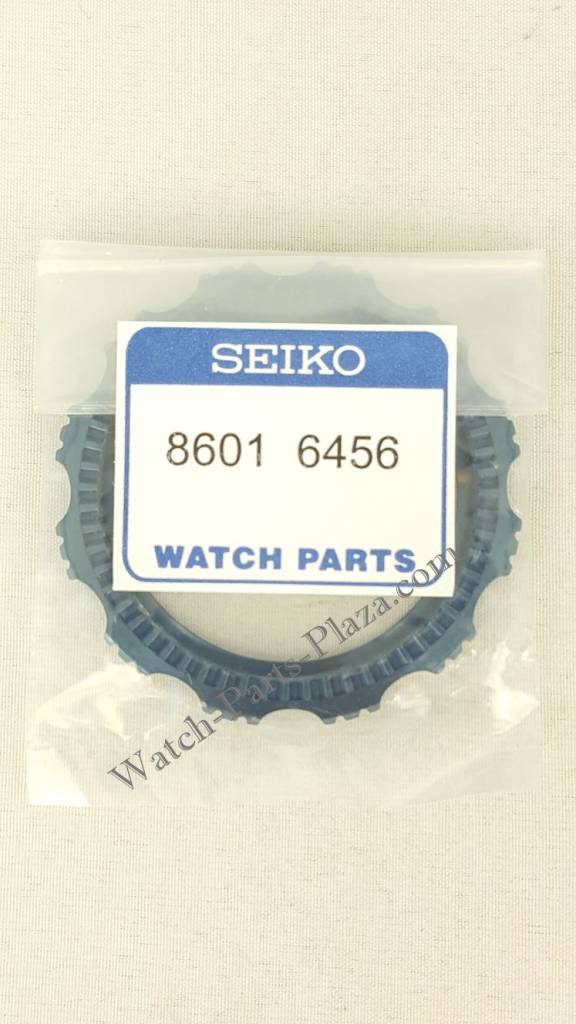 SEIKO
8601 6456
WATCH PARTS
Watch-Parts-Plaza.com